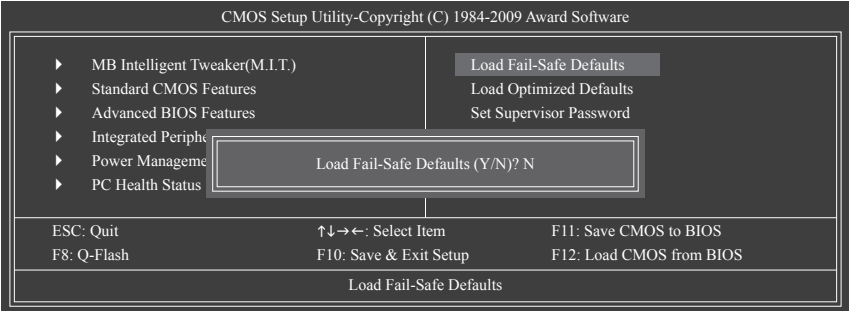 CMOS Setup Utility-Copyright (C) 1984-2009 Award Software
MB Intelligent Tweaker(M.I.T.)
Standard CMOS Features
Advanced BIOS Features
Integrated Periphe
Power Manageme
PC Health Status
Load Fail-Safe Defaults
Load Optimized Defaults
Set Supervisor Password
Load Fail-Safe Defaults (Y/N)? N
ESC: Quit
↑↓→←: Select Item
F11: Save CMOS to BIOS
F8: Q-Flash
F10: Save & Exit Setup
F12: Load CMOS from BIOS
Load Fail-Safe Defaults